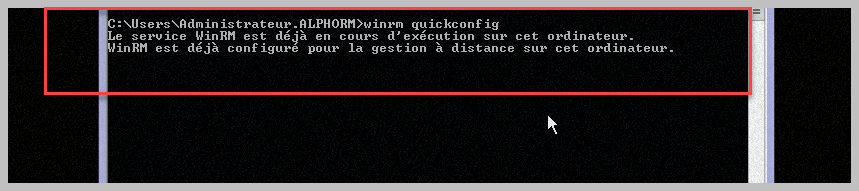 C:\Users\Administrateur.ALPHORM>winrm quickconfig
Le service WinRM est déjà en cours d'exécution sur cet ordinateur.
WinRM est déjà configuré pour la gestion à distance sur cet ordinateur.